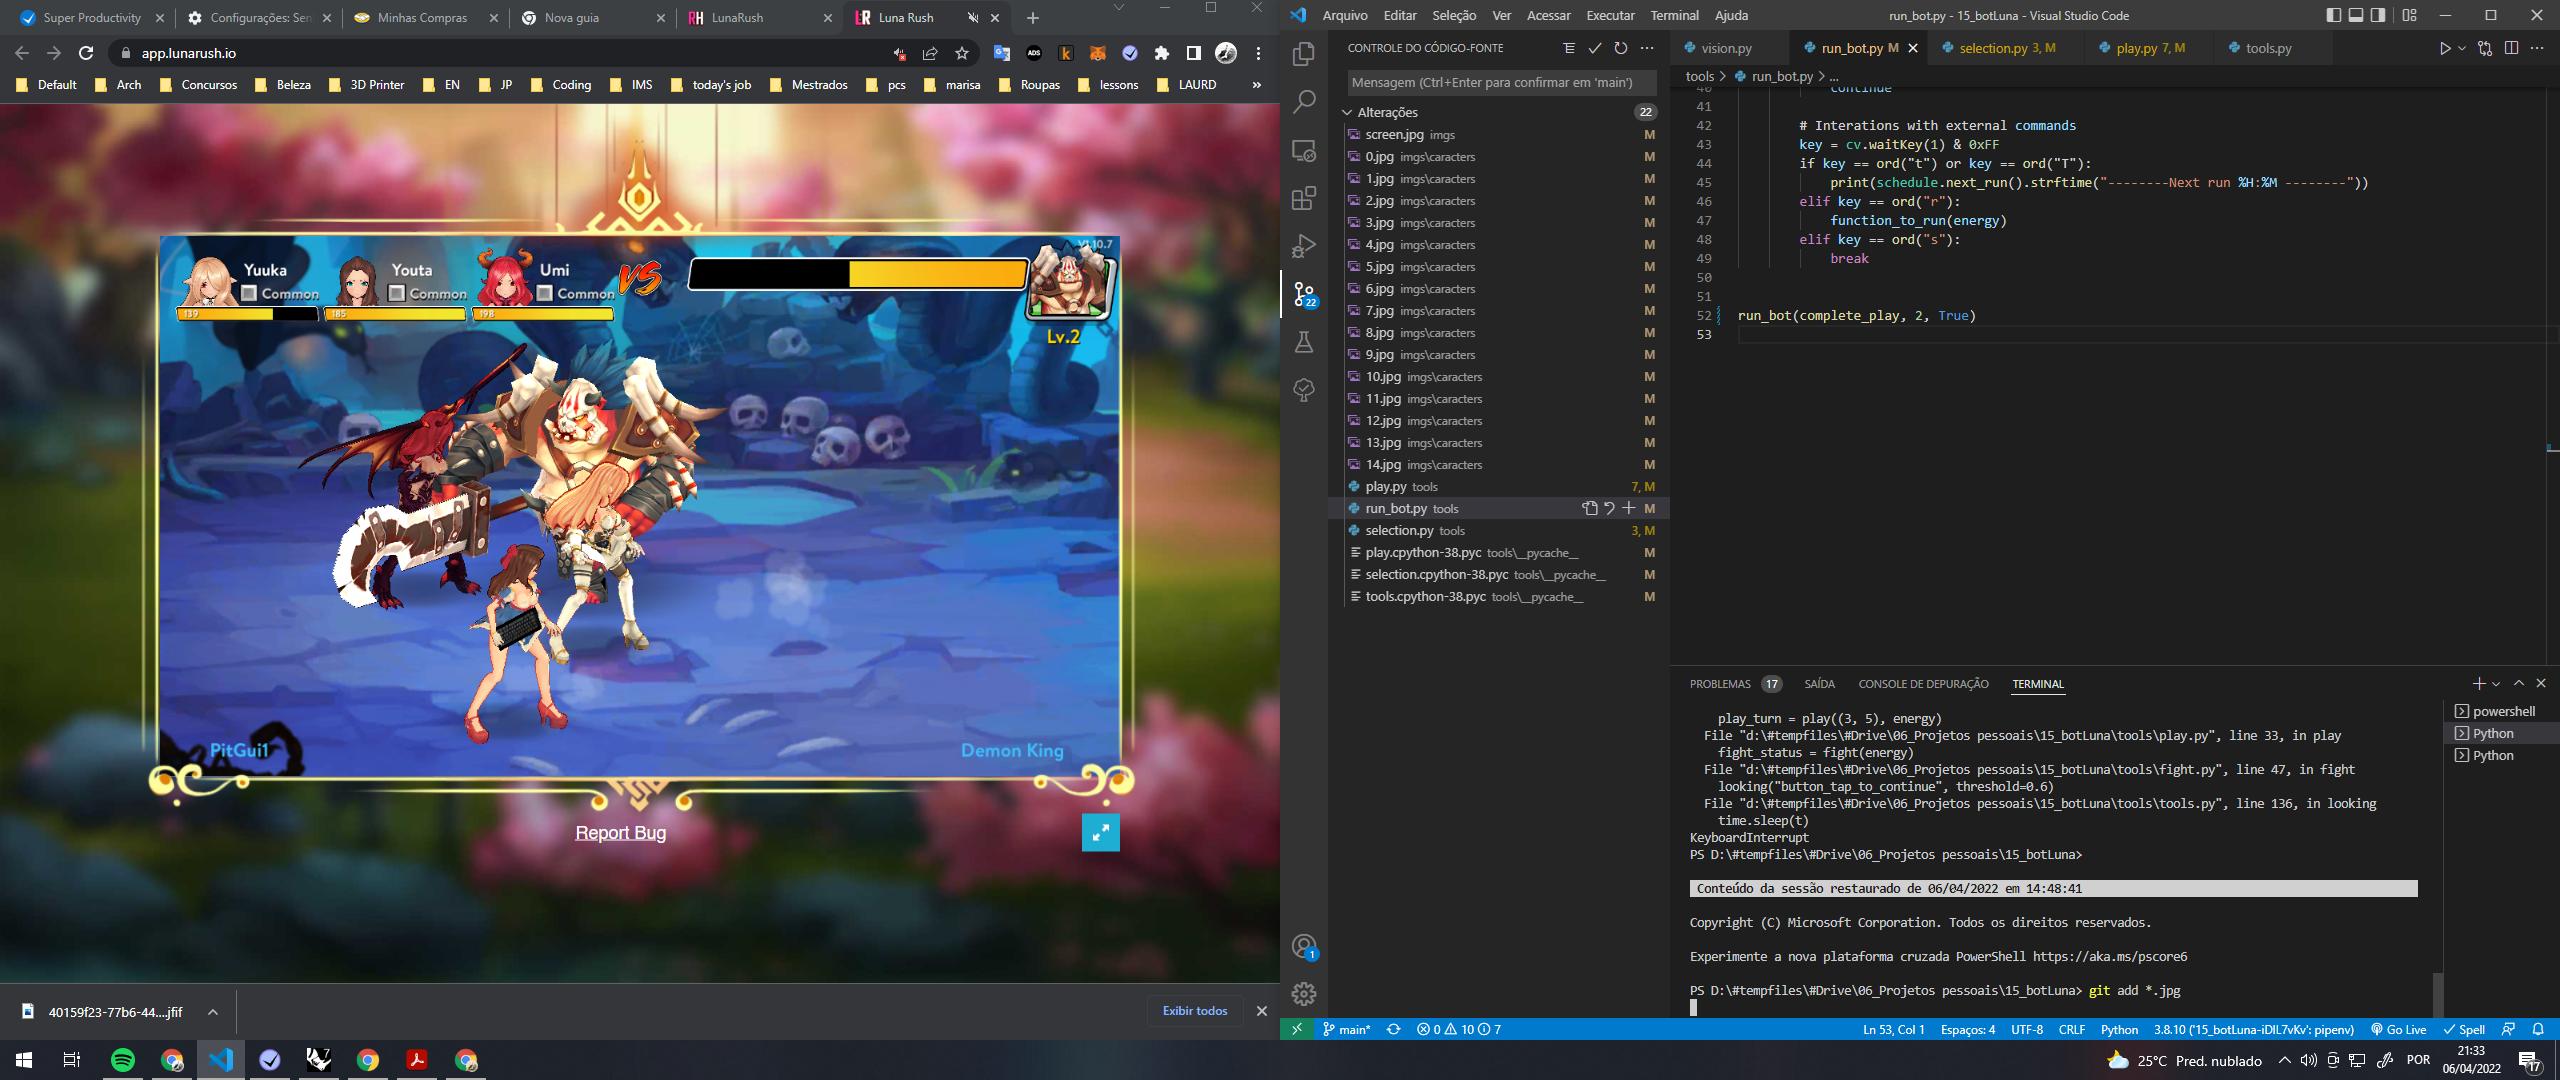 Super Productivity
Configurações: Sen
Minhas Compras
Nova guia
LunaRush
Luna Rush
app.lunarush.io
Default
Arch
Concursos
Beleza
3D Printer
EN
JP
Coding
IMS
today's job
Mestrados
pcs
marisa
Roupas
lessons
LAURD
»
V1.10.7
Yuuka
Common
139
Youta
Common
185
Umi
Common
198
VS
Lv.2
PitGui1
Demon King
Report Bug
40159f23-77b6-44....jfif
Exibir todos
Arquivo Editar Seleção Ver Acessar Executar Terminal Ajuda
run_bot.py - 15_botLuna - Visual Studio Code
CONTROLE DO CÓDIGO-FONTE
Mensagem (Ctrl+Enter para confirmar em 'main')
Alterações 22
screen.jpg imgs M
0.jpg imgs\caracters M
1.jpg imgs\caracters M
2.jpg imgs\caracters M
3.jpg imgs\caracters M
4.jpg imgs\caracters M
5.jpg imgs\caracters M
6.jpg imgs\caracters M
7.jpg imgs\caracters M
8.jpg imgs\caracters M
9.jpg imgs\caracters M
10.jpg imgs\caracters M
11.jpg imgs\caracters M
12.jpg imgs\caracters M
13.jpg imgs\caracters M
14.jpg imgs\caracters M
play.py tools 7, M
run_bot.py tools M
selection.py tools 3, M
play.cpython-38.pyc tools\__pycache__ M
selection.cpython-38.pyc tools\__pycache__ M
tools.cpython-38.pyc tools\__pycache__ M
22
1
vision.py
run_bot.py M
selection.py 3, M
play.py 7, M
tools.py
tools > run_bot.py > ...
40 continue
41
42 # Interations with external commands
43 key = cv.waitKey(1) & 0xFF
44 if key == ord("t") or key == ord("T"):
45 print(schedule.next_run().strftime("--------Next run %H:%M --------"))
46 elif key == ord("r"):
47 function_to_run(energy)
48 elif key == ord("s"):
49 break
50
51
52 run_bot(complete_play, 2, True)
53
PROBLEMAS 17 SAÍDA CONSOLE DE DEPURAÇÃO TERMINAL
play_turn = play((3, 5), energy)
File "d:\#tempfiles\#Drive\06_Projetos pessoais\15_botLuna\tools\play.py", line 33, in play
fight_status = fight(energy)
File "d:\#tempfiles\#Drive\06_Projetos pessoais\15_botLuna\tools\fight.py", line 47, in fight
looking("button_tap_to_continue", threshold=0.6)
File "d:\#tempfiles\#Drive\06_Projetos pessoais\15_botLuna\tools\tools.py", line 136, in looking
time.sleep(t)
KeyboardInterrupt
PS D:\#tempfiles\#Drive\06_Projetos pessoais\15_botLuna>
Conteúdo da sessão restaurado de 06/04/2022 em 14:48:41
Copyright (C) Microsoft Corporation. Todos os direitos reservados.
Experimente a nova plataforma cruzada PowerShell https://aka.ms/pscore6
PS D:\#tempfiles\#Drive\06_Projetos pessoais\15_botLuna> git add *.jpg
powershell
Python
Python
main* 0 10 7
Ln 53, Col 1 Espaços: 4 UTF-8 CRLF Python 3.8.10 ('15_botLuna-iDIL7vKv': pipenv) Go Live Spell
25°C Pred. nublado
POR
21:33
06/04/2022
17